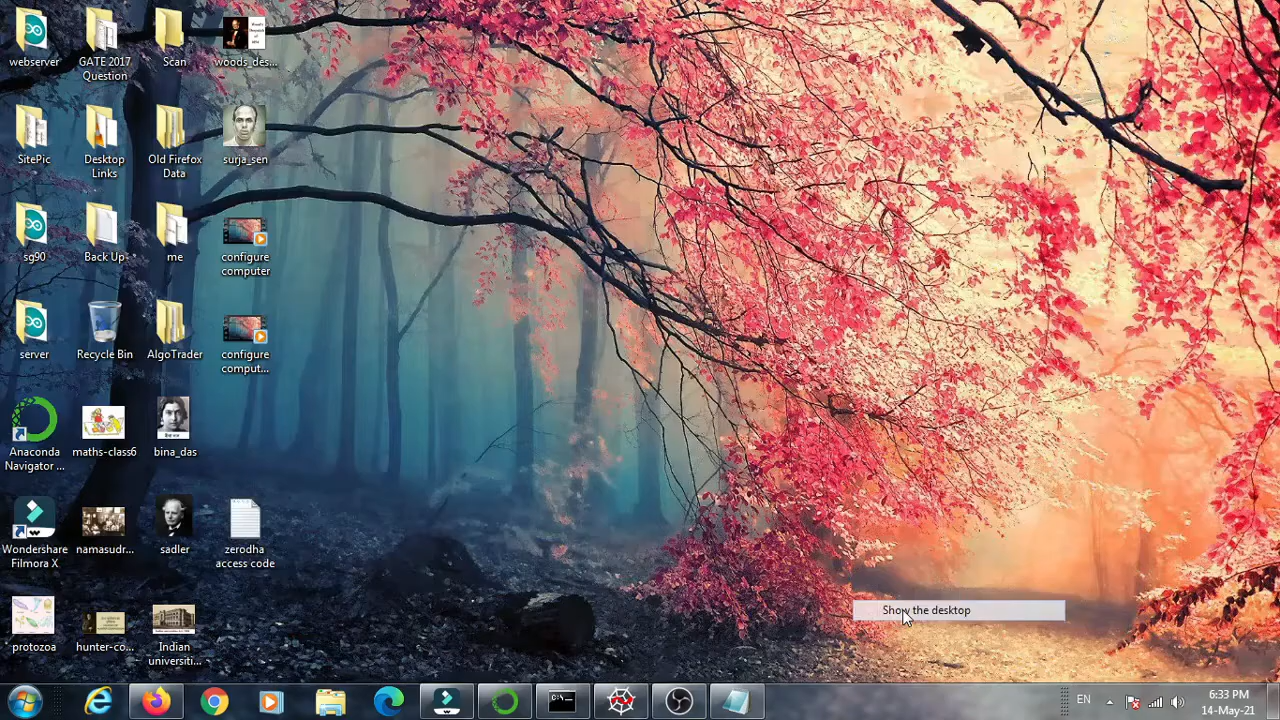 webserver
GATE 2017
Question
Scan
woods_des...
SitePic
Desktop
Links
Old Firefox
Data
surja_sen
sg90
Back Up
me
configure
computer
server
Recycle Bin
AlgoTrader
configure
comput...
Anaconda
Navigator ...
maths-class6
bina_das
Wondershare
Filmora X
namasudr...
sadler
zerodha
access code
protozoa
hunter-co...
Indian
universiti...
Show the desktop
EN
6:33 PM
14-May-21